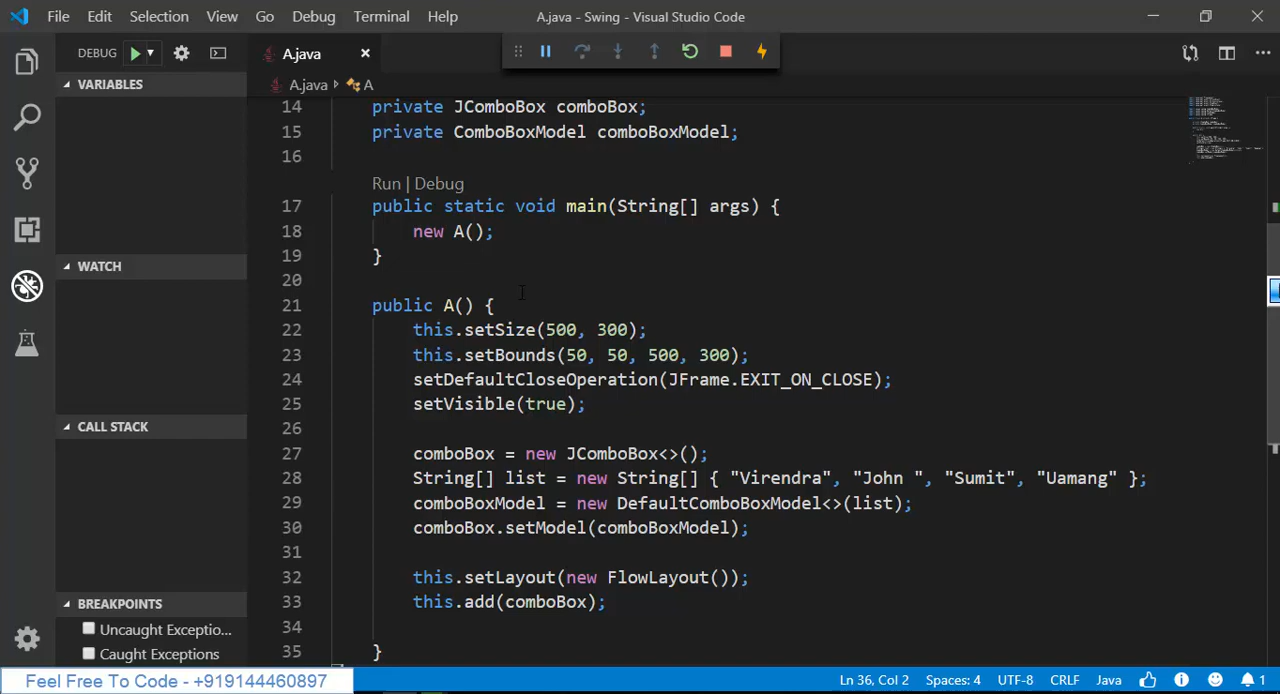 File Edit Selection View Go Debug Terminal Help A.java - Swing - Visual Studio Code
DEBUG A.java
A.java A
VARIABLES
WATCH
CALL STACK
BREAKPOINTS
Uncaught Exceptio...
Caught Exceptions
14 private JComboBox comboBox;
15 private ComboBoxModel comboBoxModel;
16
Run | Debug
17 public static void main(String[] args) {
18 new A();
19 }
20
21 public A() {
22 this.setSize(500, 300);
23 this.setBounds(50, 50, 500, 300);
24 setDefaultCloseOperation(JFrame.EXIT_ON_CLOSE);
25 setVisible(true);
26
27 comboBox = new JComboBox<>();
28 String[] list = new String[] { "Virendra", "John ", "Sumit", "Uamang" };
29 comboBoxModel = new DefaultComboBoxModel<>(list);
30 comboBox.setModel(comboBoxModel);
31
32 this.setLayout(new FlowLayout());
33 this.add(comboBox);
34
35 }
Feel Free To Code - +919144460897
Ln 36, Col 2 Spaces: 4 UTF-8 CRLF Java 1